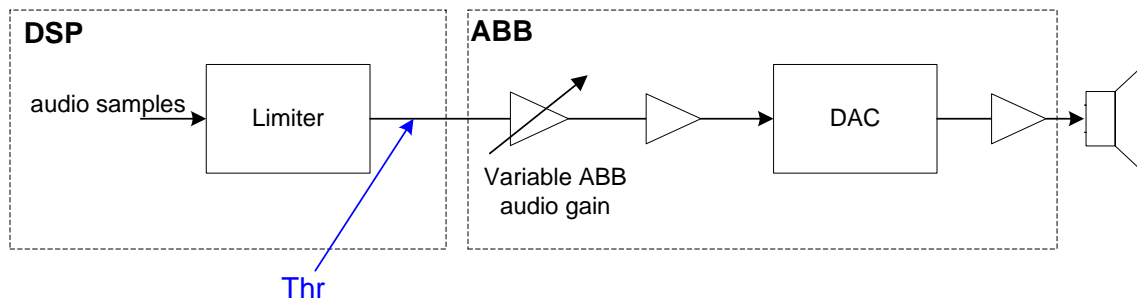 DSP
ABB
audio samples
Limiter
DAC
Variable ABB
audio gain
Thr